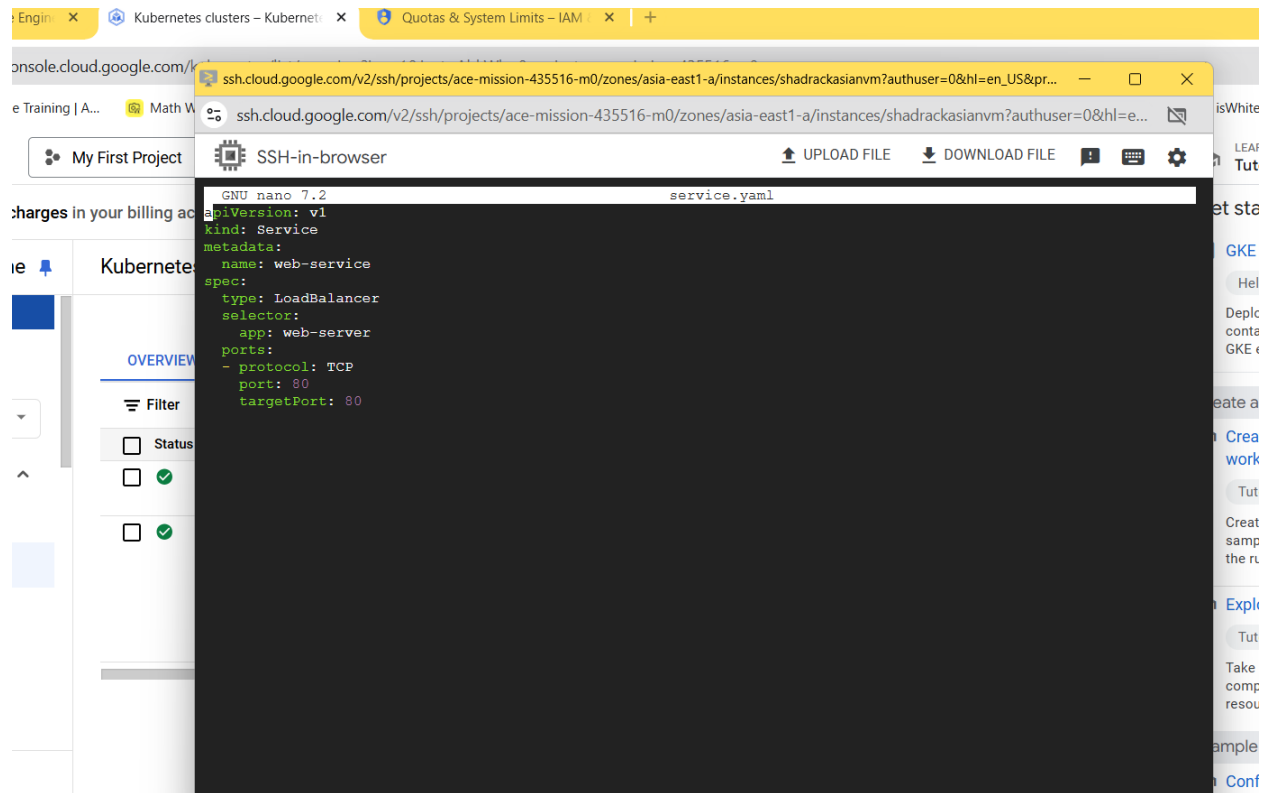 Engin
Kubernetes clusters – Kubernet
Quotas & System Limits – IAM
onsole.cloud.google.com/k
ssh.cloud.google.com/v2/ssh/projects/ace-mission-435516-m0/zones/asia-east1-a/instances/shadrackasianvm?authuser=0&hl=en_US&pr...
e Training | A...
Math W
ssh.cloud.google.com/v2/ssh/projects/ace-mission-435516-m0/zones/asia-east1-a/instances/shadrackasianvm?authuser=0&hl=e...
isWhite
My First Project
SSH-in-browser
UPLOAD FILE
DOWNLOAD FILE
LEAR
Tut
charges in your billing ac
GNU nano 7.2 service.yaml
apiVersion: v1
kind: Service
metadata:
  name: web-service
spec:
  type: LoadBalancer
  selector:
    app: web-server
  ports:
  - protocol: TCP
    port: 80
    targetPort: 80
ne
Kubernetes
OVERVIEW
Filter
Status
et sta
GKE
Hel
Deplo
conta
GKE
eate a
Crea
work
Tut
Creat
samp
the ru
Explo
Tut
Take
comp
resou
ample
Conf